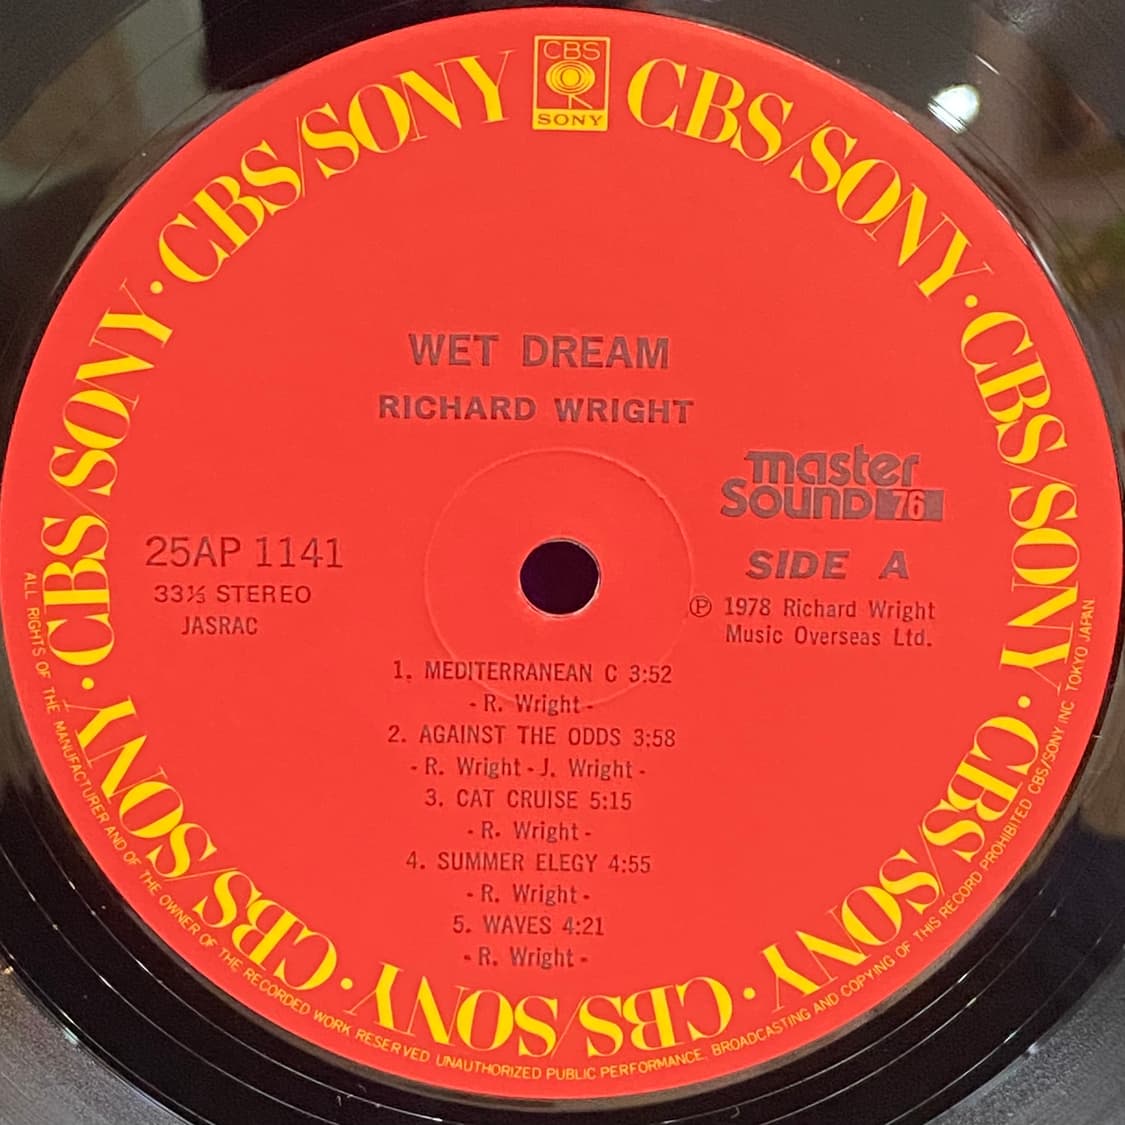 CBS
SONY
CBS/SONY · CBS/SONY · CBS/SONY · CBS/SONY · CBS/SONY · CBS/SONY · CBS/SONY · CBS/SONY
WET DREAM
RICHARD WRIGHT
master
Sound 76
25AP 1141
33⅓ STEREO
JASRAC
SIDE A
℗ 1978 Richard Wright
Music Overseas Ltd.
1. MEDITERRANEAN C 3:52
- R. Wright -
2. AGAINST THE ODDS 3:58
- R. Wright - J. Wright -
3. CAT CRUISE 5:15
- R. Wright -
4. SUMMER ELEGY 4:55
- R. Wright -
5. WAVES 4:21
- R. Wright -
ALL RIGHTS OF THE MANUFACTURER AND OF THE OWNER OF THE RECORDED WORK RESERVED UNAUTHORIZED PUBLIC PERFORMANCE, BROADCASTING AND COPYING OF THIS RECORD PROHIBITED CBS/SONY INC. TOKYO JAPAN